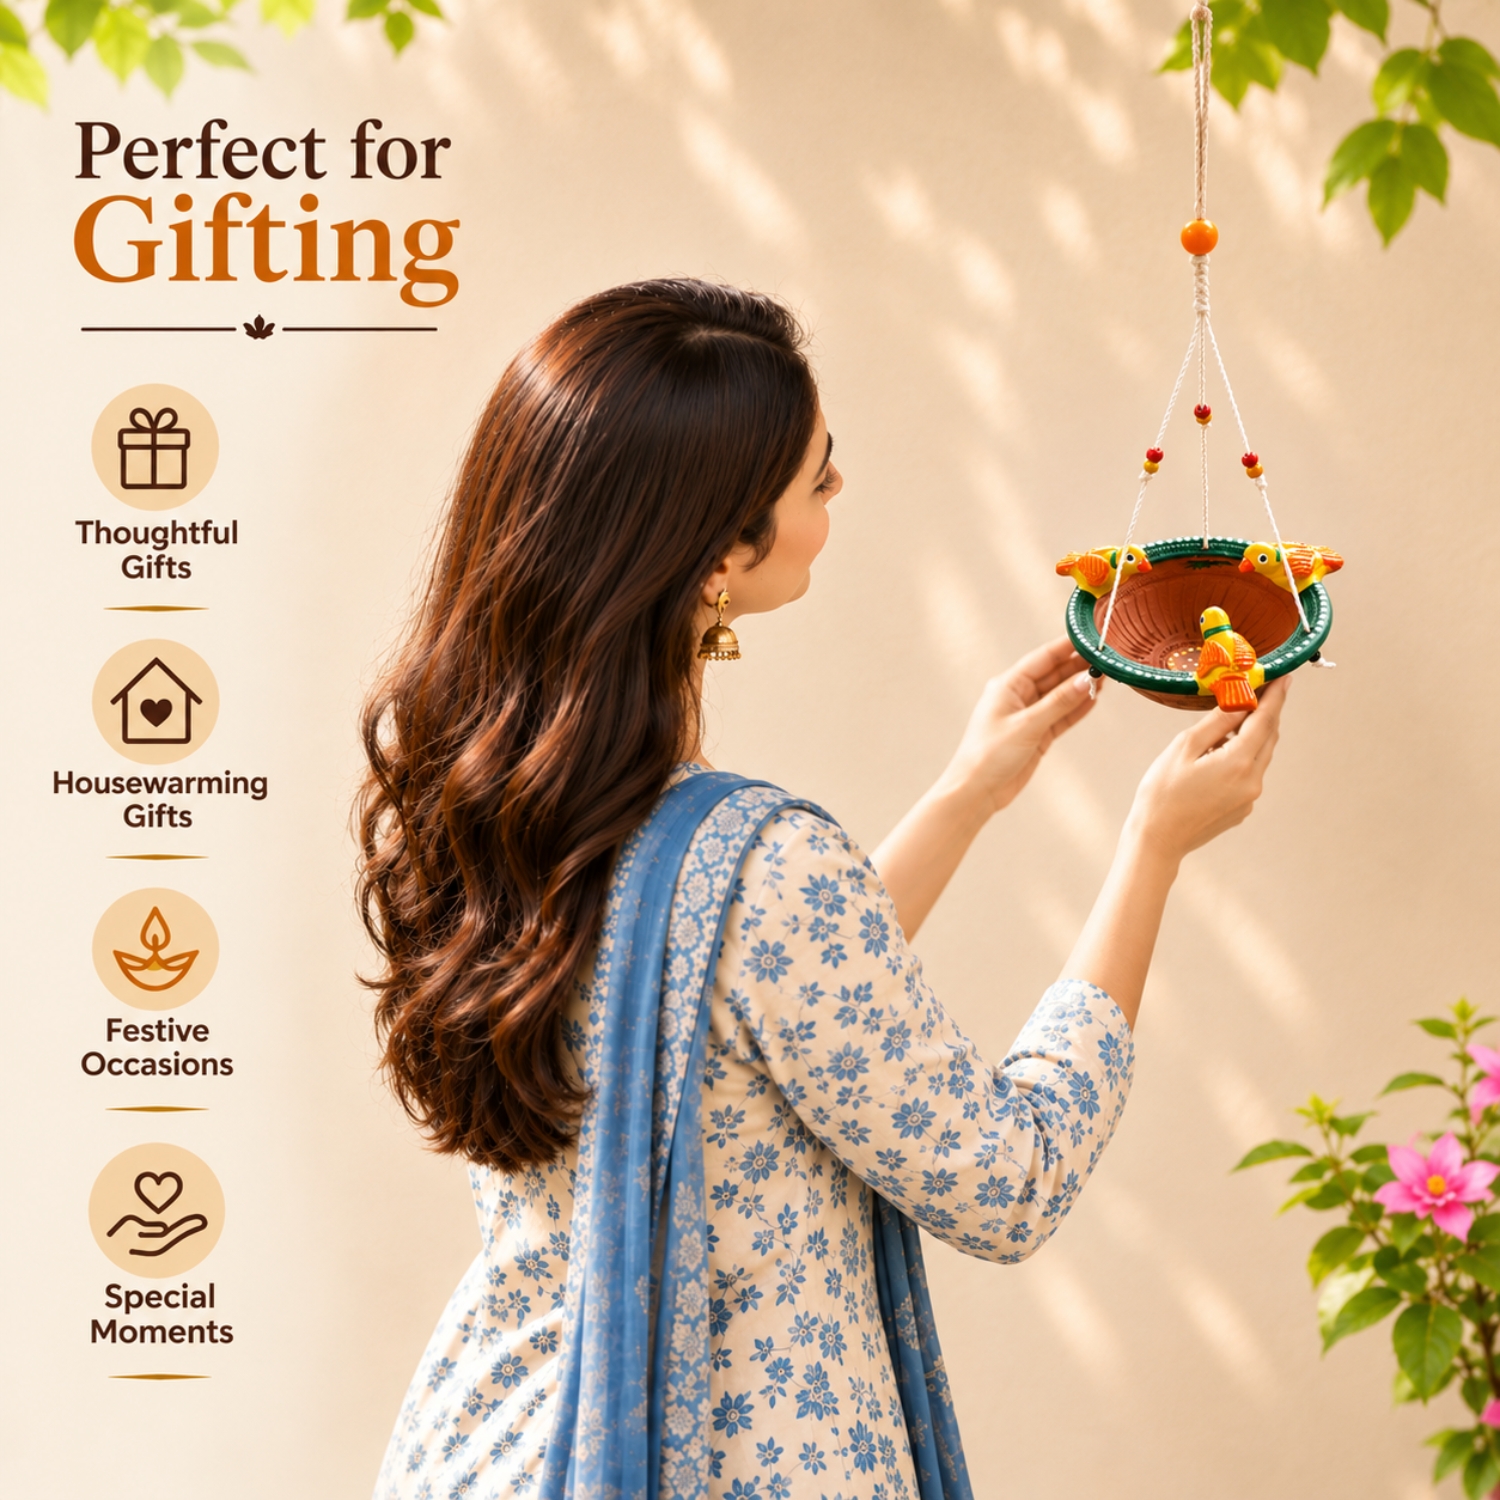 Perfect for
Gifting
Thoughtful
Gifts
Housewarming
Gifts
Festive
Occasions
Special
Moments